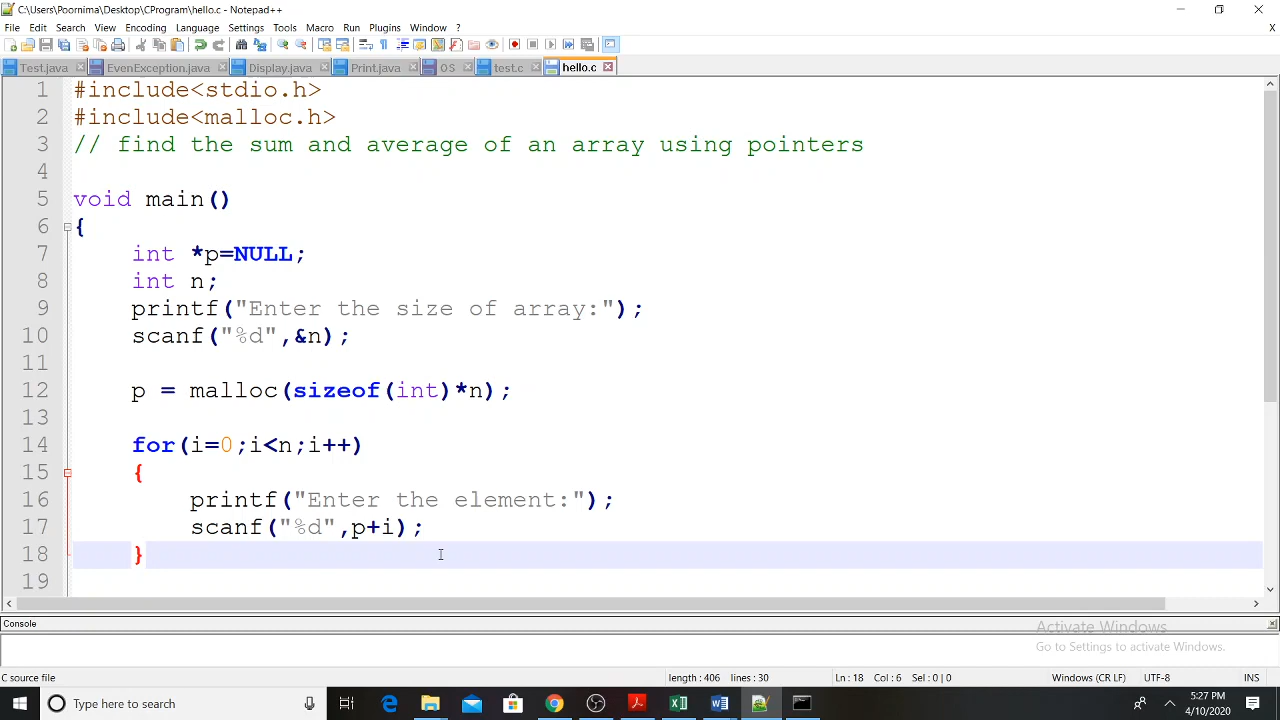 C:\Users\Poornima\Desktop\CProgram\hello.c - Notepad++
File Edit Search View Encoding Language Settings Tools Macro Run Plugins Window ? X
Test.java EvenException.java Display.java Print.java OS test.c hello.c
1 #include<stdio.h>
2 #include<malloc.h>
3 // find the sum and average of an array using pointers
4
5 void main()
6 {
7 int *p=NULL;
8 int n;
9 printf("Enter the size of array:");
10 scanf("%d",&n);
11
12 p = malloc(sizeof(int)*n);
13
14 for(i=0;i<n;i++)
15 {
16 printf("Enter the element:");
17 scanf("%d",p+i);
18 }
19
Console
Activate Windows
Go to Settings to activate Windows.
C source file length : 406 lines : 30 Ln : 18 Col : 6 Sel : 0 | 0 Windows (CR LF) UTF-8 INS
Type here to search
5:27 PM
4/10/2020